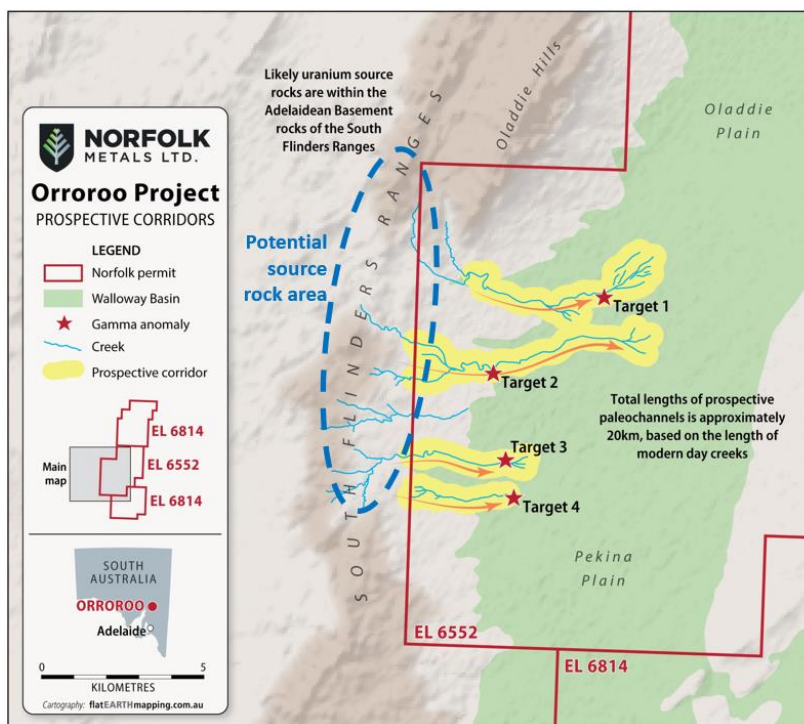 NORFOLK
METALS LTD.
Orroroo Project
PROSPECTIVE CORRIDORS
LEGEND
Norfolk permit
Walloway Basin
Gamma anomaly
Creek
Prospective corridor
Main
map
EL 6814
EL 6552
EL 6814
SOUTH
AUSTRALIA
ORROROO
Adelaide
0 5
KILOMETRES
Cartography: flatEARTHmapping.com.au
Likely uranium source
rocks are within the
Adelaidean Basement
rocks of the South
Flinders Ranges
Oladdie Hills
Oladdie
Plain
SOUTH FLINDERS RANGES
Potential
source
rock area
Target 1
Target 2
Total lengths of prospective
paleochannels is approximately
20km, based on the length of
modern day creeks
Target 3
Target 4
Pekina
Plain
EL 6552
EL 6814